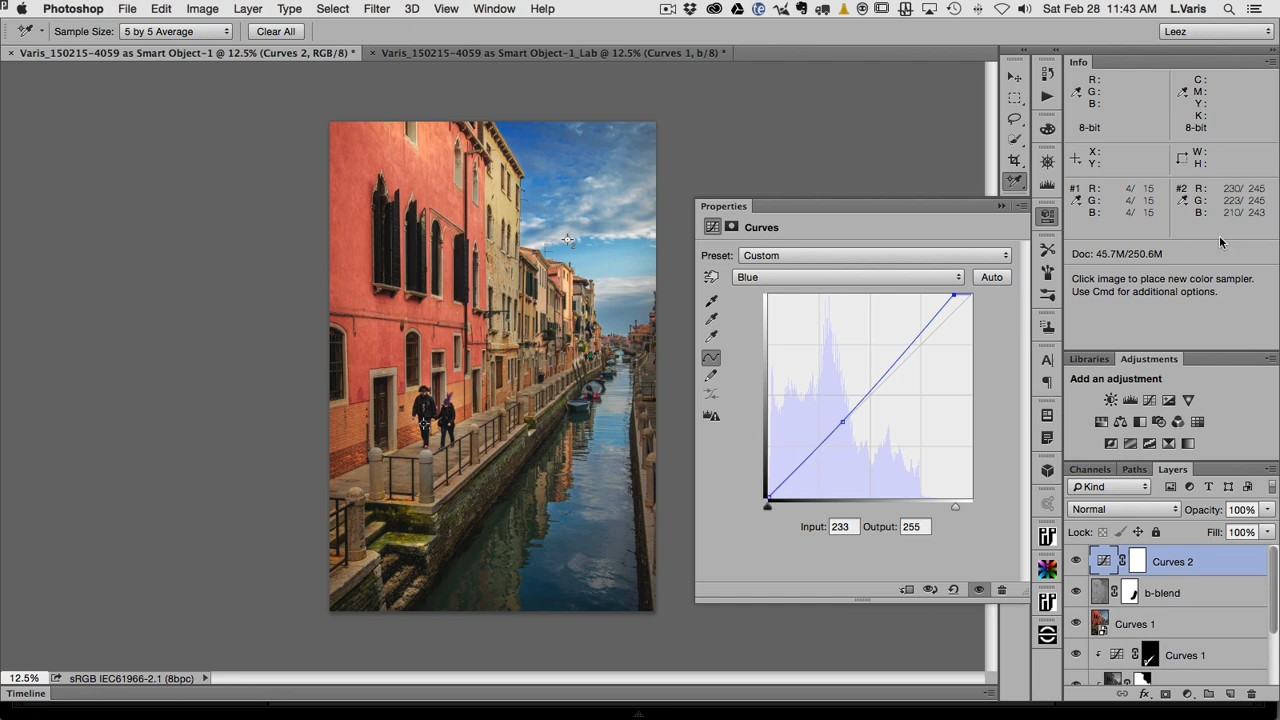 Photoshop File Edit Image Layer Type Select Filter 3D View Window Help Sat Feb 28 11:43 AM L.Varis
Sample Size: 5 by 5 Average Clear All Leez
× Varis_150215-4059 as Smart Object-1 @ 12.5% (Curves 2, RGB/8) * × Varis_150215-4059 as Smart Object-1_Lab @ 12.5% (Curves 1, b/8) *
Info
R: C:
G: M:
B: Y:
K:
8-bit 8-bit
X: W:
Y: H:
#1 R: 4/ 15 #2 R: 230/ 245
G: 4/ 15 G: 223/ 245
B: 4/ 15 B: 210/ 243
Doc: 45.7M/250.6M
Click image to place new color sampler.
Use Cmd for additional options.
Properties
Curves
Preset: Custom
Blue Auto
Input: 233 Output: 255
Libraries Adjustments
Add an adjustment
Channels Paths Layers
Kind
Normal Opacity: 100%
Lock: Fill: 100%
Curves 2
b-blend
Curves 1
Curves 1
12.5% sRGB IEC61966-2.1 (8bpc)
Timeline